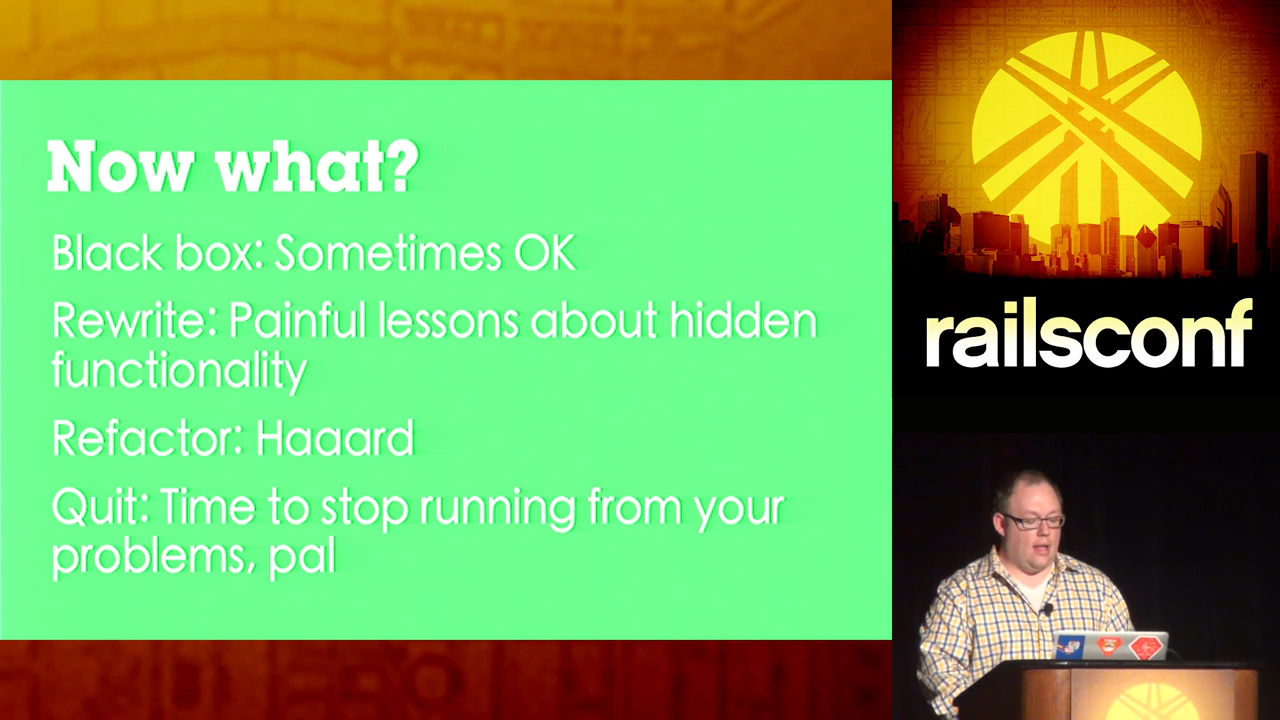 Now what?
Black box: Sometimes OK
Rewrite: Painful lessons about hidden
functionality
Refactor: Haaard
Quit: Time to stop running from your
problems, pal
railsconf